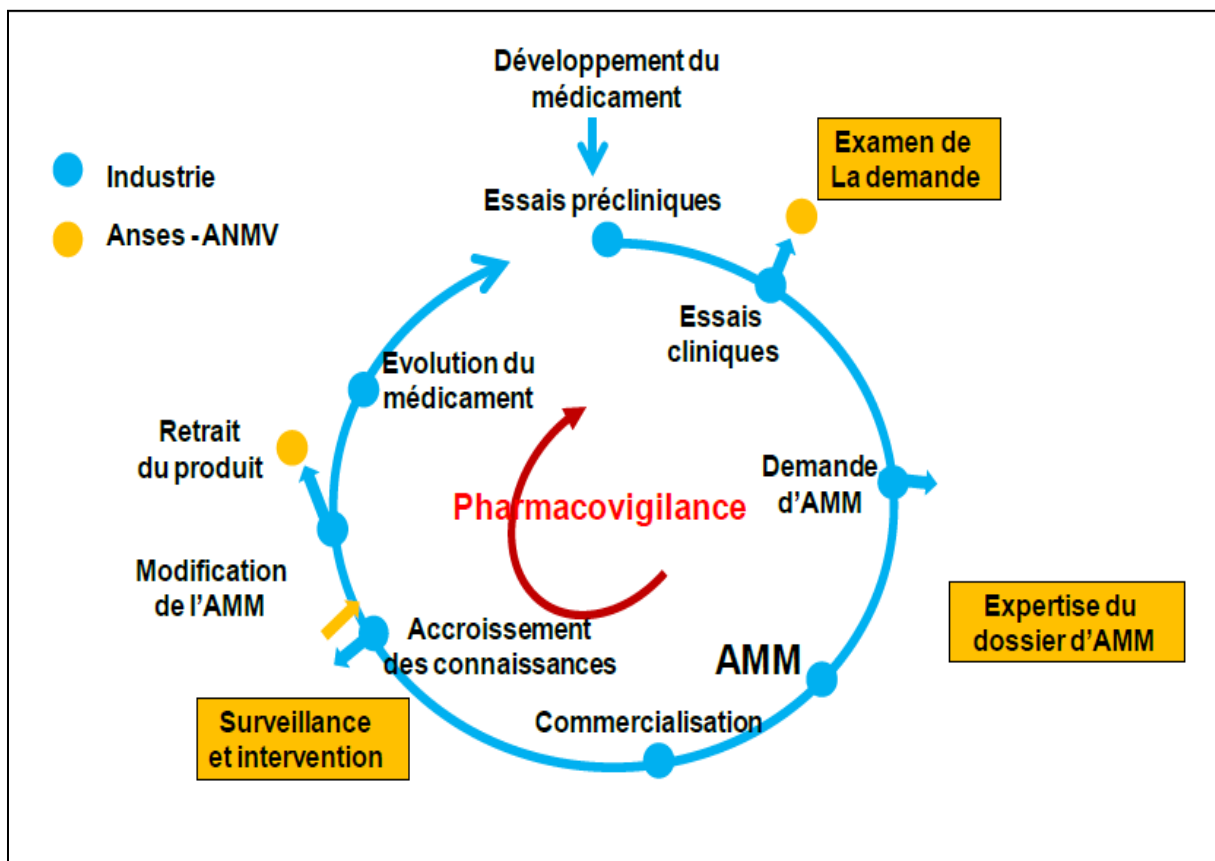 Développement du
médicament
Industrie
Anses - ANMV
Examen de
La demande
Essais précliniques
Essais
cliniques
Evolution du
médicament
Retrait
du produit
Demande
d'AMM
Pharmacovigilance
Modification
de l'AMM
Accroissement
des connaissances
Expertise du
dossier d'AMM
AMM
Commercialisation
Surveillance
et intervention